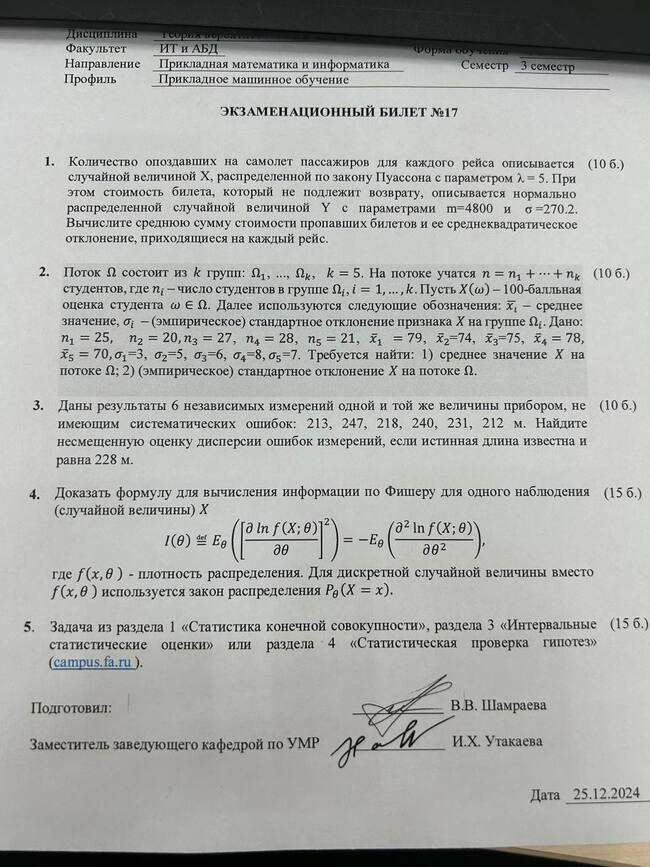 Дисциплина
Факультет ИТ и АБД Форма обучения
Направление Прикладная математика и информатика Семестр 3 семестр
Профиль Прикладное машинное обучение
ЭКЗАМЕНАЦИОННЫЙ БИЛЕТ №17
1. Количество опоздавших на самолет пассажиров для каждого рейса описывается (10 б.)
случайной величиной X, распределенной по закону Пуассона с параметром λ = 5. При
этом стоимость билета, который не подлежит возврату, описывается нормально
распределенной случайной величиной Y с параметрами m=4800 и σ =270.2.
Вычислите среднюю сумму стоимости пропавших билетов и ее среднеквадратическое
отклонение, приходящиеся на каждый рейс.
2. Поток Ω состоит из k групп: Ω₁, ..., Ωₖ, k = 5. На потоке учатся n = n₁ + ⋯ + nₖ (10 б.)
студентов, где nᵢ – число студентов в группе Ωᵢ, i = 1, ..., k. Пусть X(ω) – 100-балльная
оценка студента ω ∈ Ω. Далее используются следующие обозначения: x̅ᵢ – среднее
значение, σᵢ – (эмпирическое) стандартное отклонение признака X на группе Ωᵢ. Дано:
n₁ = 25, n₂ = 20, n₃ = 27, n₄ = 28, n₅ = 21, x̅₁ = 79, x̅₂=74, x̅₃=75, x̅₄ = 78,
x̅₅ = 70, σ₁=3, σ₂=5, σ₃=6, σ₄=8, σ₅=7. Требуется найти: 1) среднее значение X на
потоке Ω; 2) (эмпирическое) стандартное отклонение X на потоке Ω.
3. Даны результаты 6 независимых измерений одной и той же величины прибором, не (10 б.)
имеющим систематических ошибок: 213, 247, 218, 240, 231, 212 м. Найдите
несмещенную оценку дисперсии ошибок измерений, если истинная длина известна и
равна 228 м.
4. Доказать формулу для вычисления информации по Фишеру для одного наблюдения (15 б.)
(случайной величины) X
I(θ) ≝ E_θ ([∂ ln f(X; θ) / ∂θ]²) = −E_θ (∂² ln f(X; θ) / ∂θ²),
где f(x, θ ) - плотность распределения. Для дискретной случайной величины вместо
f(x, θ ) используется закон распределения P_θ(X = x).
5. Задача из раздела 1 «Статистика конечной совокупности», раздела 3 «Интервальные (15 б.)
статистические оценки» или раздела 4 «Статистическая проверка гипотез»
(campus.fa.ru ).
Подготовил: В.В. Шамраева
Заместитель заведующего кафедрой по УМР И.Х. Утакаева
Дата 25.12.2024